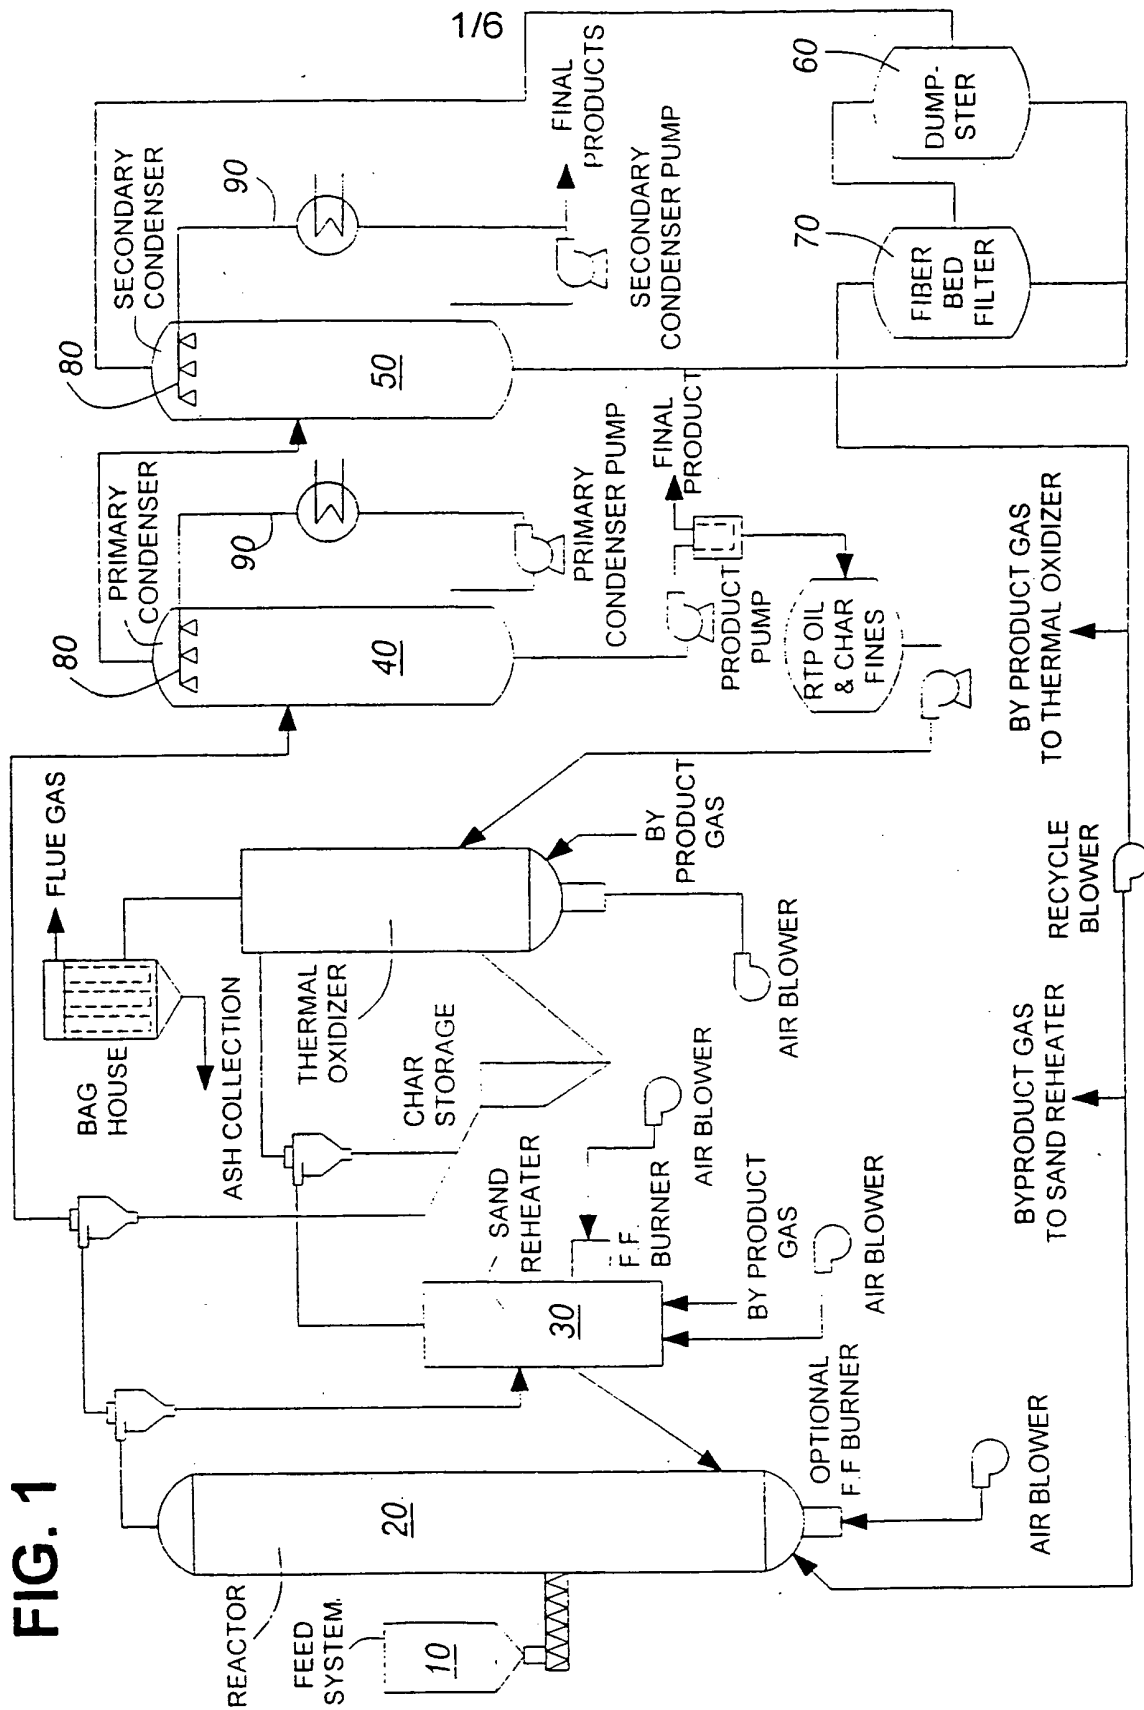 1/6
FIG. 1
REACTOR
FEED
SYSTEM.
10
20
BAG
HOUSE
FLUE GAS
ASH COLLECTION
THERMAL
OXIDIZER
CHAR
STORAGE
SAND
REHEATER
30
F.F.
BURNER
AIR BLOWER
BY PRODUCT
GAS
AIR BLOWER
OPTIONAL
F.F BURNER
AIR BLOWER
BY
PRODUCT
GAS
AIR BLOWER
80
PRIMARY
CONDENSER
90
40
PRIMARY
CONDENSER PUMP
PRODUCT
PUMP
FINAL
PRODUCT
RTP OIL
& CHAR
FINES
80
SECONDARY
CONDENSER
90
50
FINAL
PRODUCTS
SECONDARY
CONDENSER PUMP
60
DUMP-
STER
70
FIBER
BED
FILTER
BY PRODUCT GAS
TO THERMAL OXIDIZER
RECYCLE
BLOWER
BYPRODUCT GAS
TO SAND REHEATER